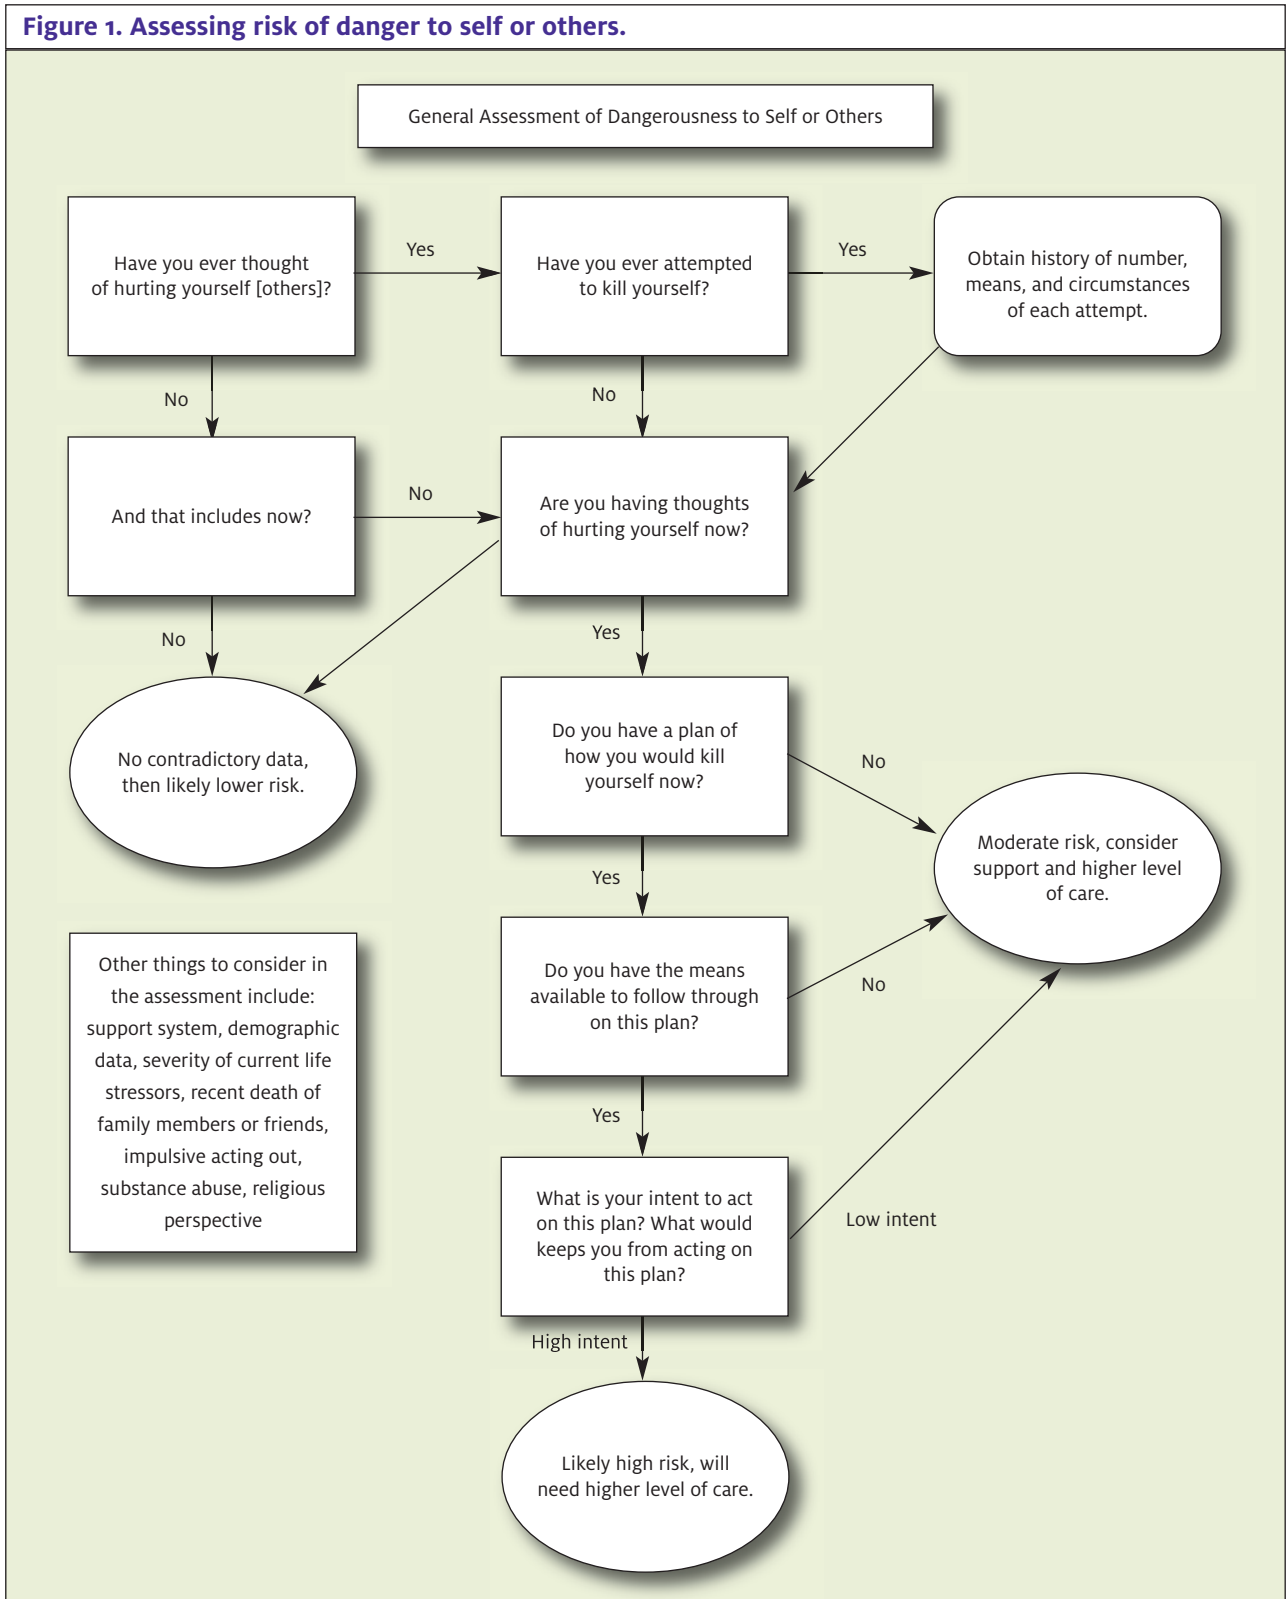 Figure 1. Assessing risk of danger to self or others.
General Assessment of Dangerousness to Self or Others
Have you ever thought
of hurting yourself [others]?
Yes
Have you ever attempted
to kill yourself?
Yes
Obtain history of number,
means, and circumstances
of each attempt.
No
No
And that includes now?
No
Are you having thoughts
of hurting yourself now?
No
Yes
No contradictory data,
then likely lower risk.
Do you have a plan of
how you would kill
yourself now?
No
Moderate risk, consider
support and higher level
of care.
Yes
Other things to consider in
the assessment include:
support system, demographic
data, severity of current life
stressors, recent death of
family members or friends,
impulsive acting out,
substance abuse, religious
perspective
Do you have the means
available to follow through
on this plan?
No
Yes
What is your intent to act
on this plan? What would
keeps you from acting on
this plan?
Low intent
High intent
Likely high risk, will
need higher level of care.